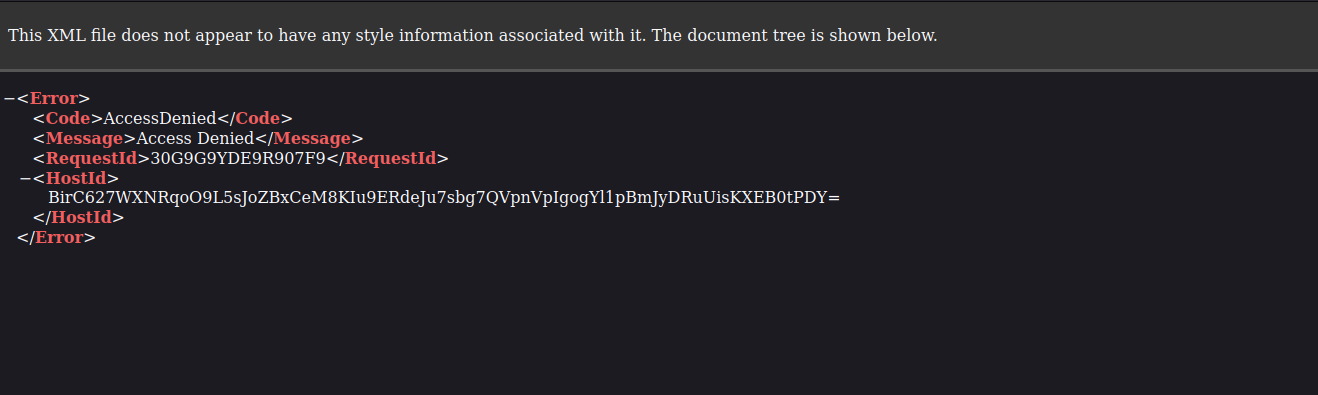 This XML file does not appear to have any style information associated with it. The document tree is shown below.
−<Error>
<Code>AccessDenied</Code>
<Message>Access Denied</Message>
<RequestId>30G9G9YDE9R907F9</RequestId>
−<HostId>
BirC627WXNRqoO9L5sJoZBxCeM8KIu9ERdeJu7sbg7QVpnVpIgogYl1pBmJyDRuUisKXEB0tPDY=
</HostId>
</Error>